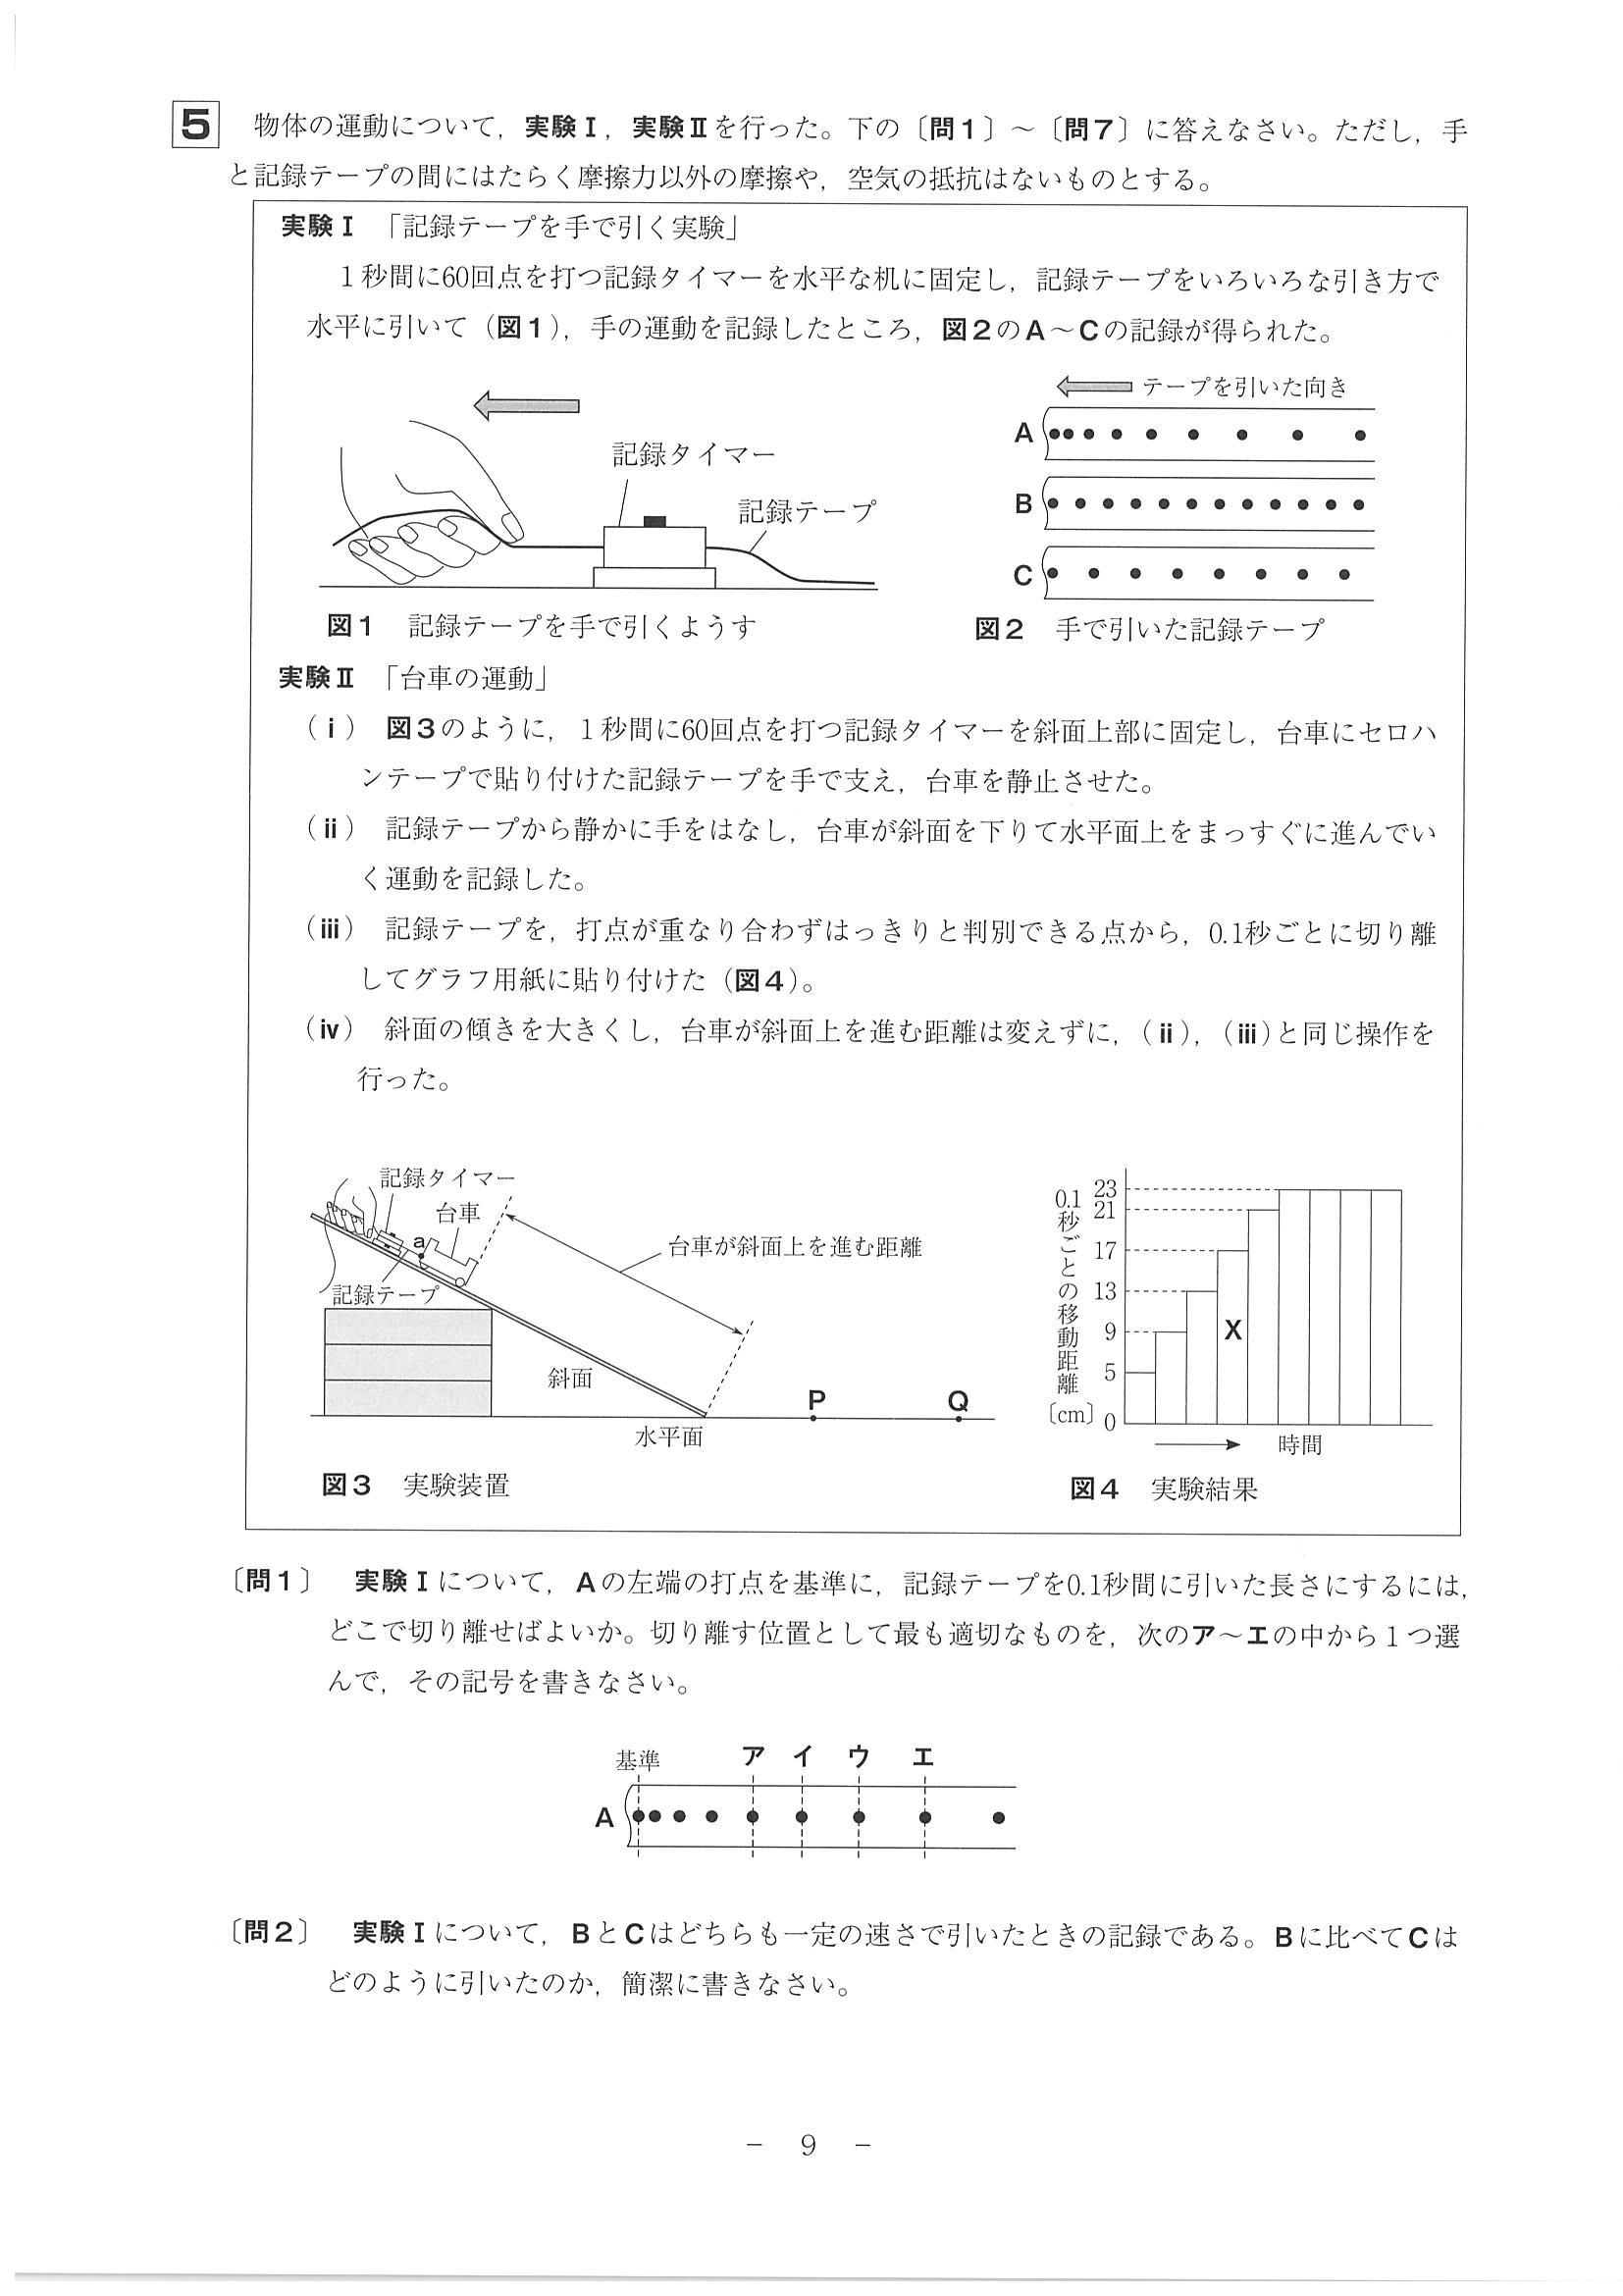 5 物体の運動について，実験Ⅰ，実験Ⅱを行った。下の〔問1〕～〔問7〕に答えなさい。ただし，手
と記録テープの間にはたらく摩擦力以外の摩擦や，空気の抵抗はないものとする。
実験Ⅰ 「記録テープを手で引く実験」
1秒間に60回点を打つ記録タイマーを水平な机に固定し，記録テープをいろいろな引き方で
水平に引いて（図1），手の運動を記録したところ，図2のA～Cの記録が得られた。
テープを引いた向き
記録タイマー
記録テープ
A
B
C
図1 記録テープを手で引くようす
図2 手で引いた記録テープ
実験Ⅱ 「台車の運動」
（ⅰ） 図3のように，1秒間に60回点を打つ記録タイマーを斜面上部に固定し，台車にセロハ
ンテープで貼り付けた記録テープを手で支え，台車を静止させた。
（ⅱ） 記録テープから静かに手をはなし，台車が斜面を下りて水平面上をまっすぐに進んでい
く運動を記録した。
（ⅲ） 記録テープを，打点が重なり合わずはっきりと判別できる点から，0.1秒ごとに切り離
してグラフ用紙に貼り付けた（図4）。
（ⅳ） 斜面の傾きを大きくし，台車が斜面上を進む距離は変えずに，（ⅱ），（ⅲ）と同じ操作を
行った。
記録タイマー
台車
a
台車が斜面上を進む距離
記録テープ
斜面
P
Q
水平面
図3 実験装置
0.1秒ごとの移動距離〔cm〕
23
21
17
13
9
5
0
X
時間
図4 実験結果
〔問1〕 実験Ⅰについて，Aの左端の打点を基準に，記録テープを0.1秒間に引いた長さにするには，
どこで切り離せばよいか。切り離す位置として最も適切なものを，次のア～エの中から1つ選
んで，その記号を書きなさい。
基準 ア イ ウ エ
A
〔問2〕 実験Ⅰについて，BとCはどちらも一定の速さで引いたときの記録である。Bに比べてCは
どのように引いたのか，簡潔に書きなさい。
－ 9 －